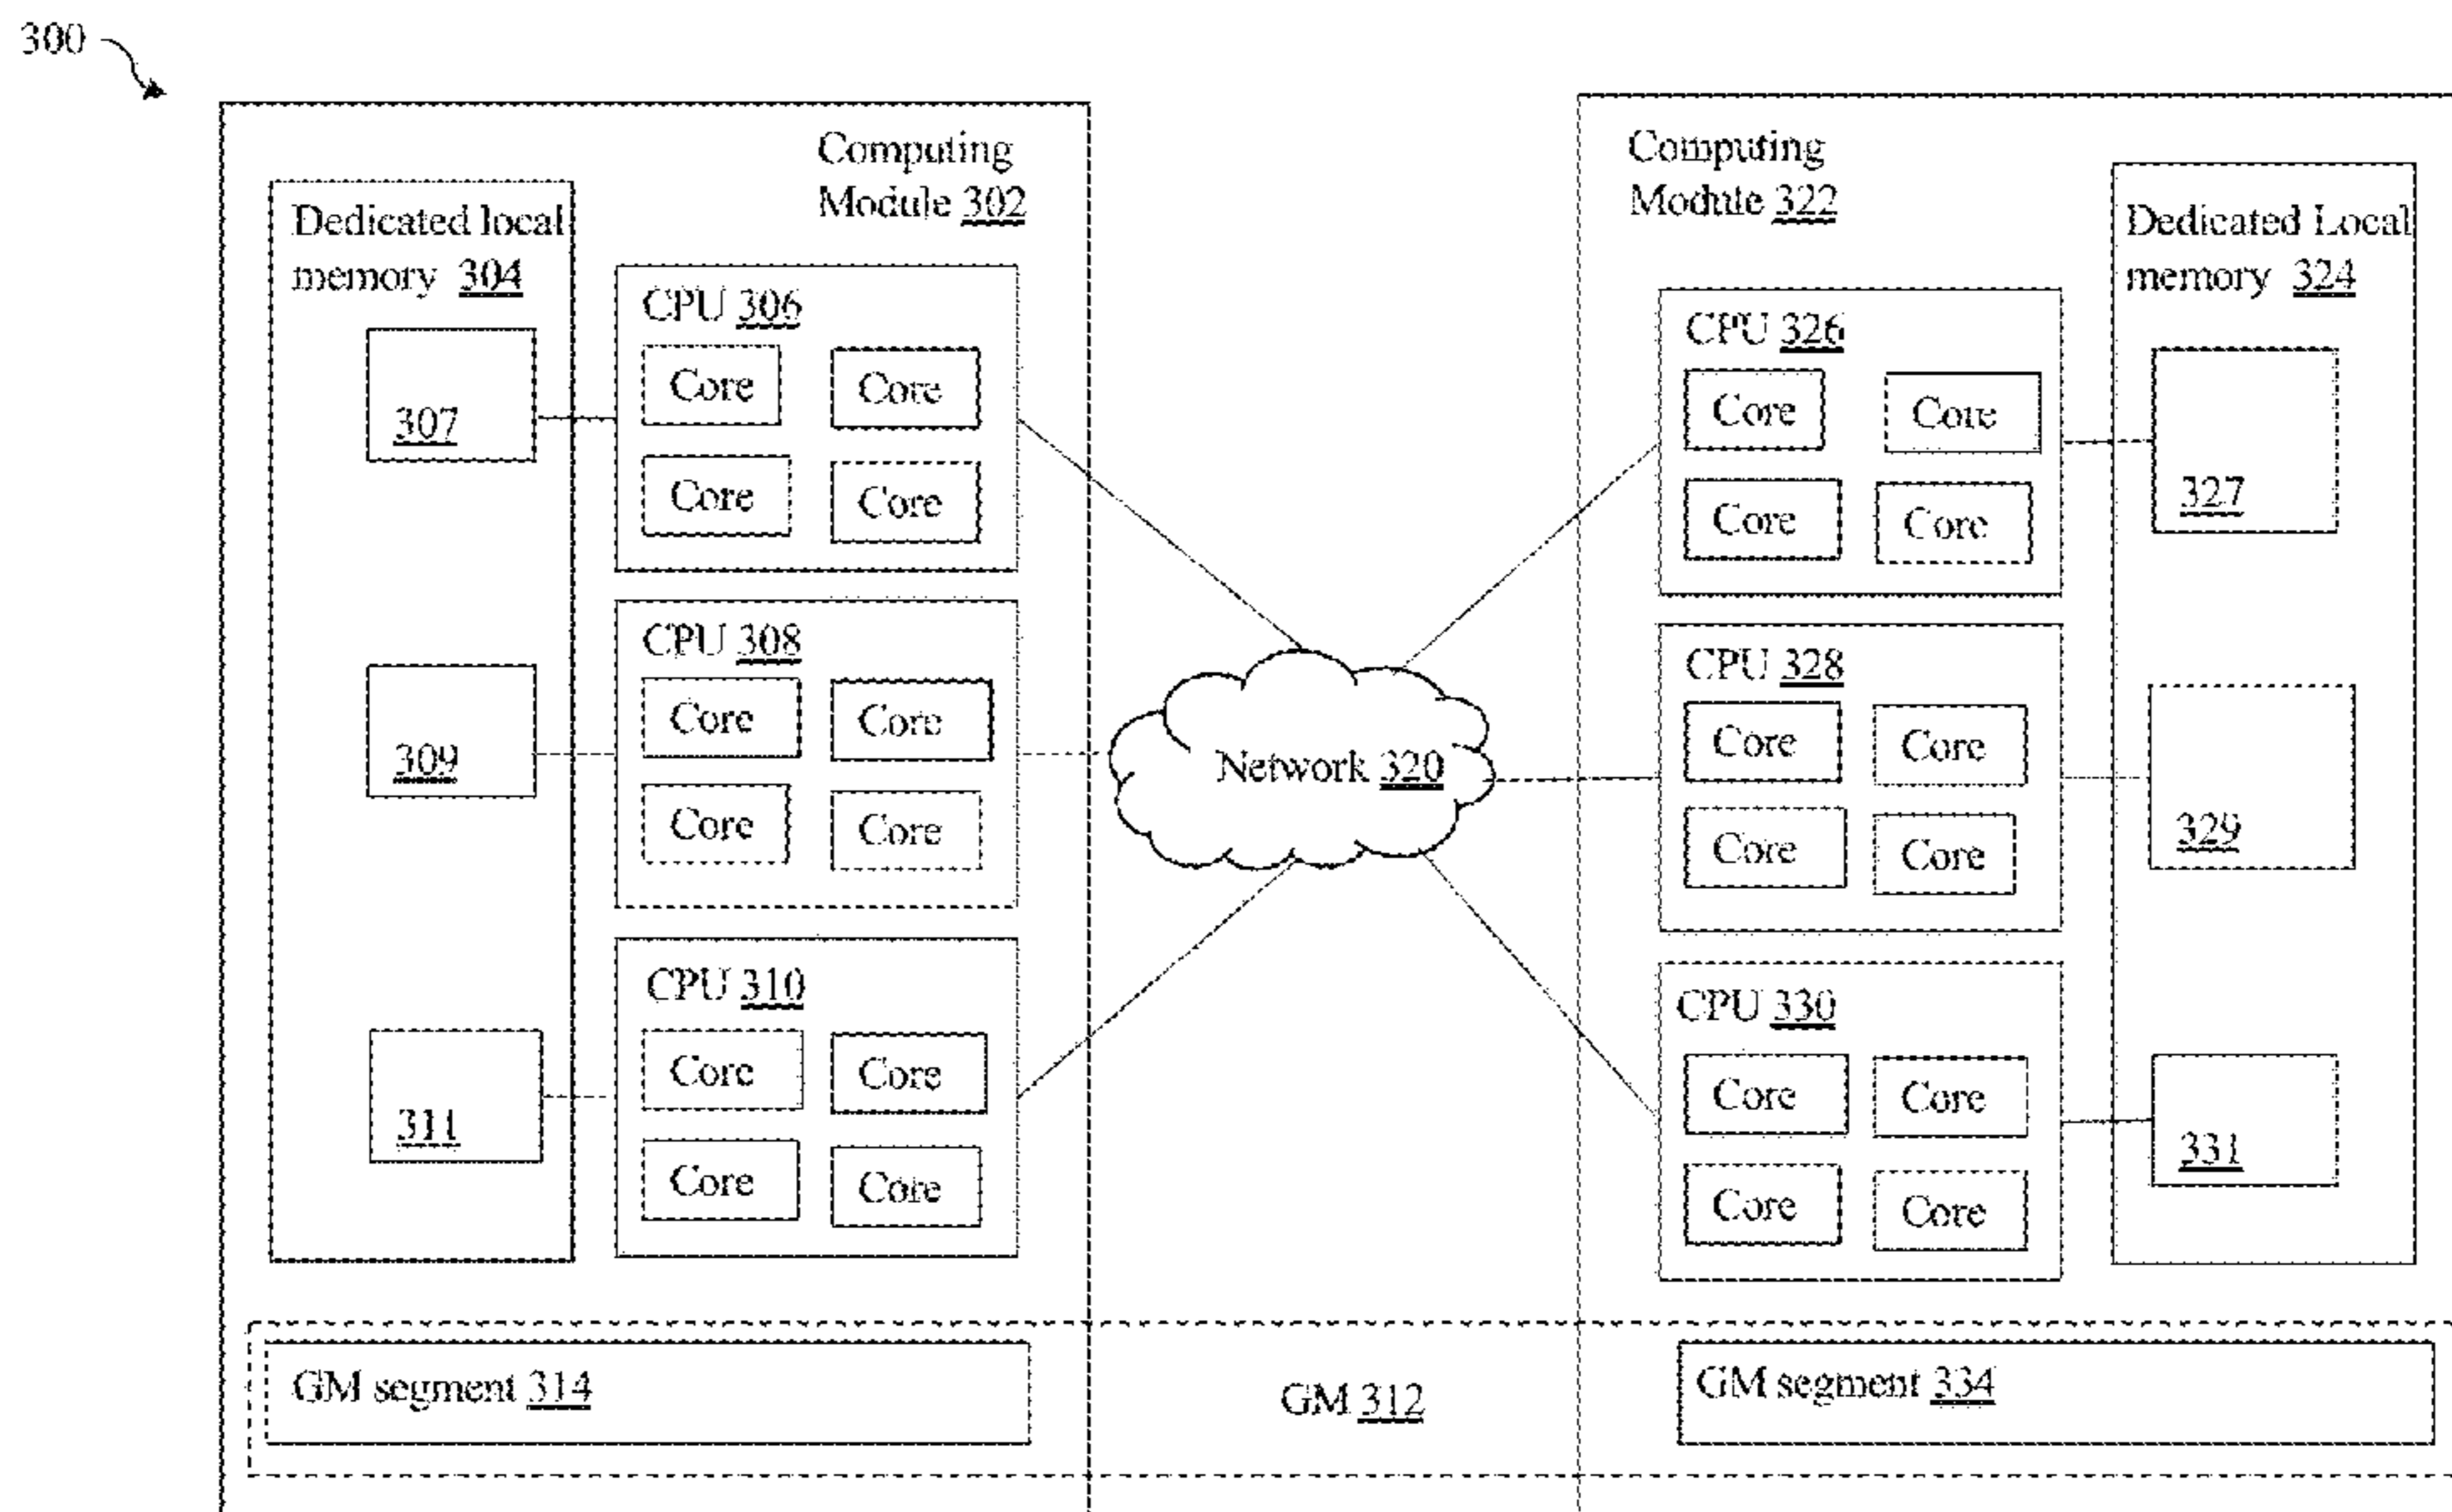 300
Computing
Module 302
Dedicated local
memory 304
307
309
311
CPU 306
Core Core
Core Core
CPU 308
Core Core
Core Core
CPU 310
Core Core
Core Core
Network 320
Computing
Module 322
CPU 326
Core Core
Core Core
CPU 328
Core Core
Core Core
CPU 330
Core Core
Core Core
Dedicated Local
memory 324
327
329
331
GM segment 314
GM 312
GM segment 334